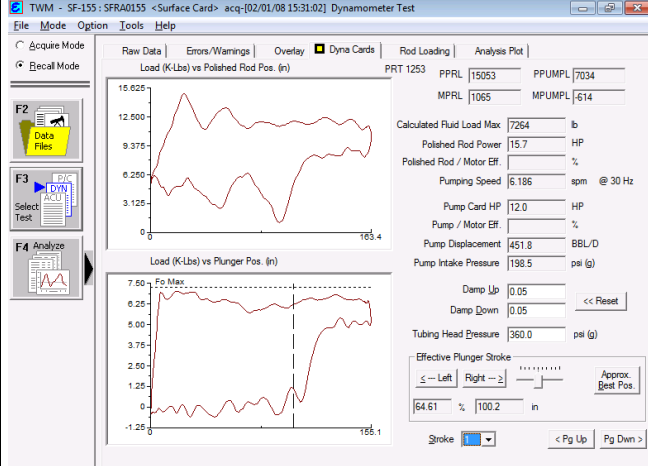 TWM - SF-155 : SFRA0155 <Surface Card> acq-[02/01/08 15:31:02] Dynamometer Test
File Mode Option Tools Help
Acquire Mode
Recall Mode
F2
Data
Files
F3
P/C
DYN
ACU
Select
Test
F4 Analyze
Raw Data Errors/Warnings Overlay Dyna Cards Rod Loading Analysis Plot
Load (K-Lbs) vs Polished Rod Pos. (in)
15.625
12.500
9.375
6.250
3.125
0
0 163.4
Load (K-Lbs) vs Plunger Pos. (in)
Fo Max
7.50
6.25
5.00
3.75
2.50
1.25
0
-1.25
0 155.1
PRT 1253 PPRL 15053 PPUMPL 7034
MPRL 1065 MPUMPL -614
Calculated Fluid Load Max 7264 lb
Polished Rod Power 15.7 HP
Polished Rod / Motor Eff. %
Pumping Speed 6.186 spm @ 30 Hz
Pump Card HP 12.0 HP
Pump / Motor Eff. %
Pump Displacement 451.8 BBL/D
Pump Intake Pressure 198.5 psi (g)
Damp Up 0.05
Damp Down 0.05
<< Reset
Tubing Head Pressure 360.0 psi (g)
Effective Plunger Stroke
< --- Left Right --- >
Approx.
Best Pos.
64.61 % 100.2 in
Stroke 1
< Pg Up Pg Dwn >